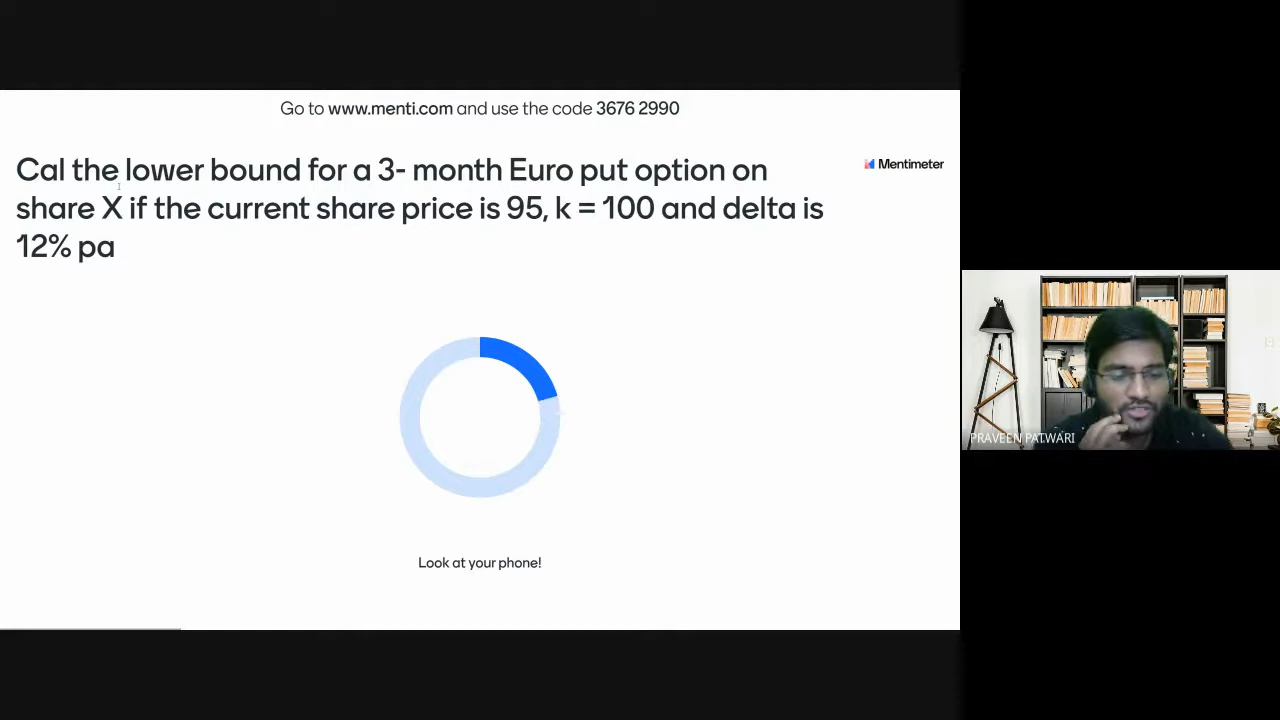 Go to www.menti.com and use the code 3676 2990
Cal the lower bound for a 3- month Euro put option on
share X if the current share price is 95, k = 100 and delta is
12% pa
Mentimeter
Look at your phone!
PRAVEEN PATWARI